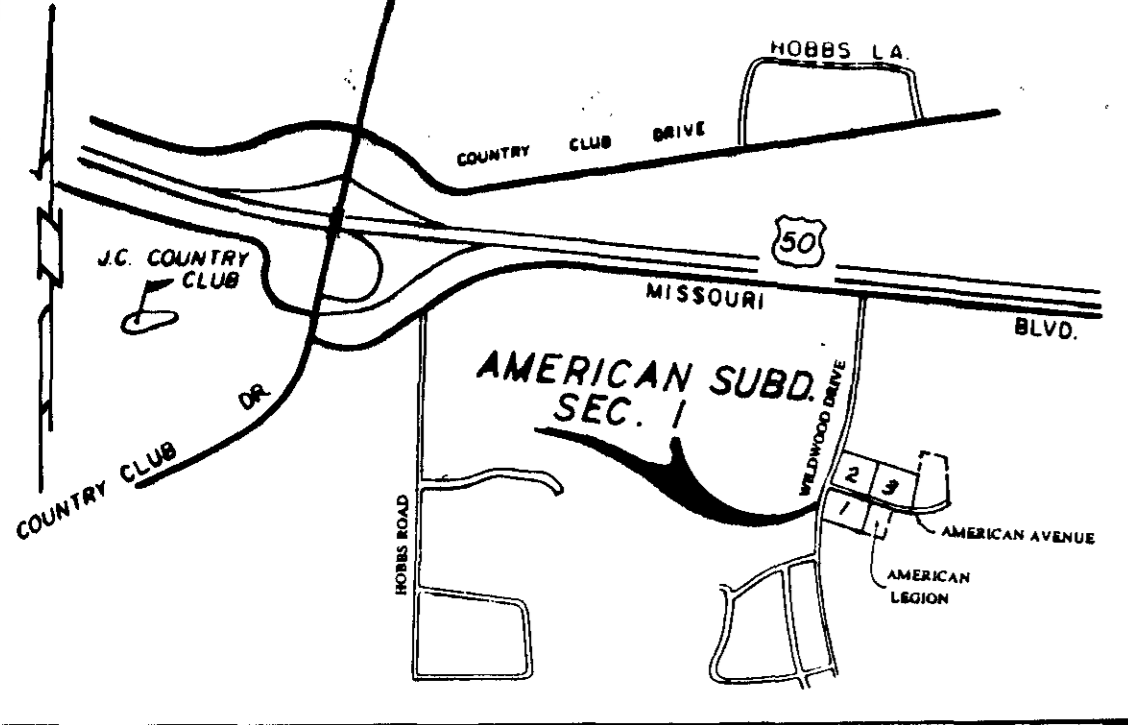 HOBBS LA.
COUNTRY CLUB DRIVE
50
N
J.C. COUNTRY
CLUB
MISSOURI
BLVD.
AMERICAN SUBD.
SEC. 1
WILDWOOD DRIVE
COUNTRY CLUB DR
2
3
1
HOBBS ROAD
AMERICAN AVENUE
AMERICAN
LEGION